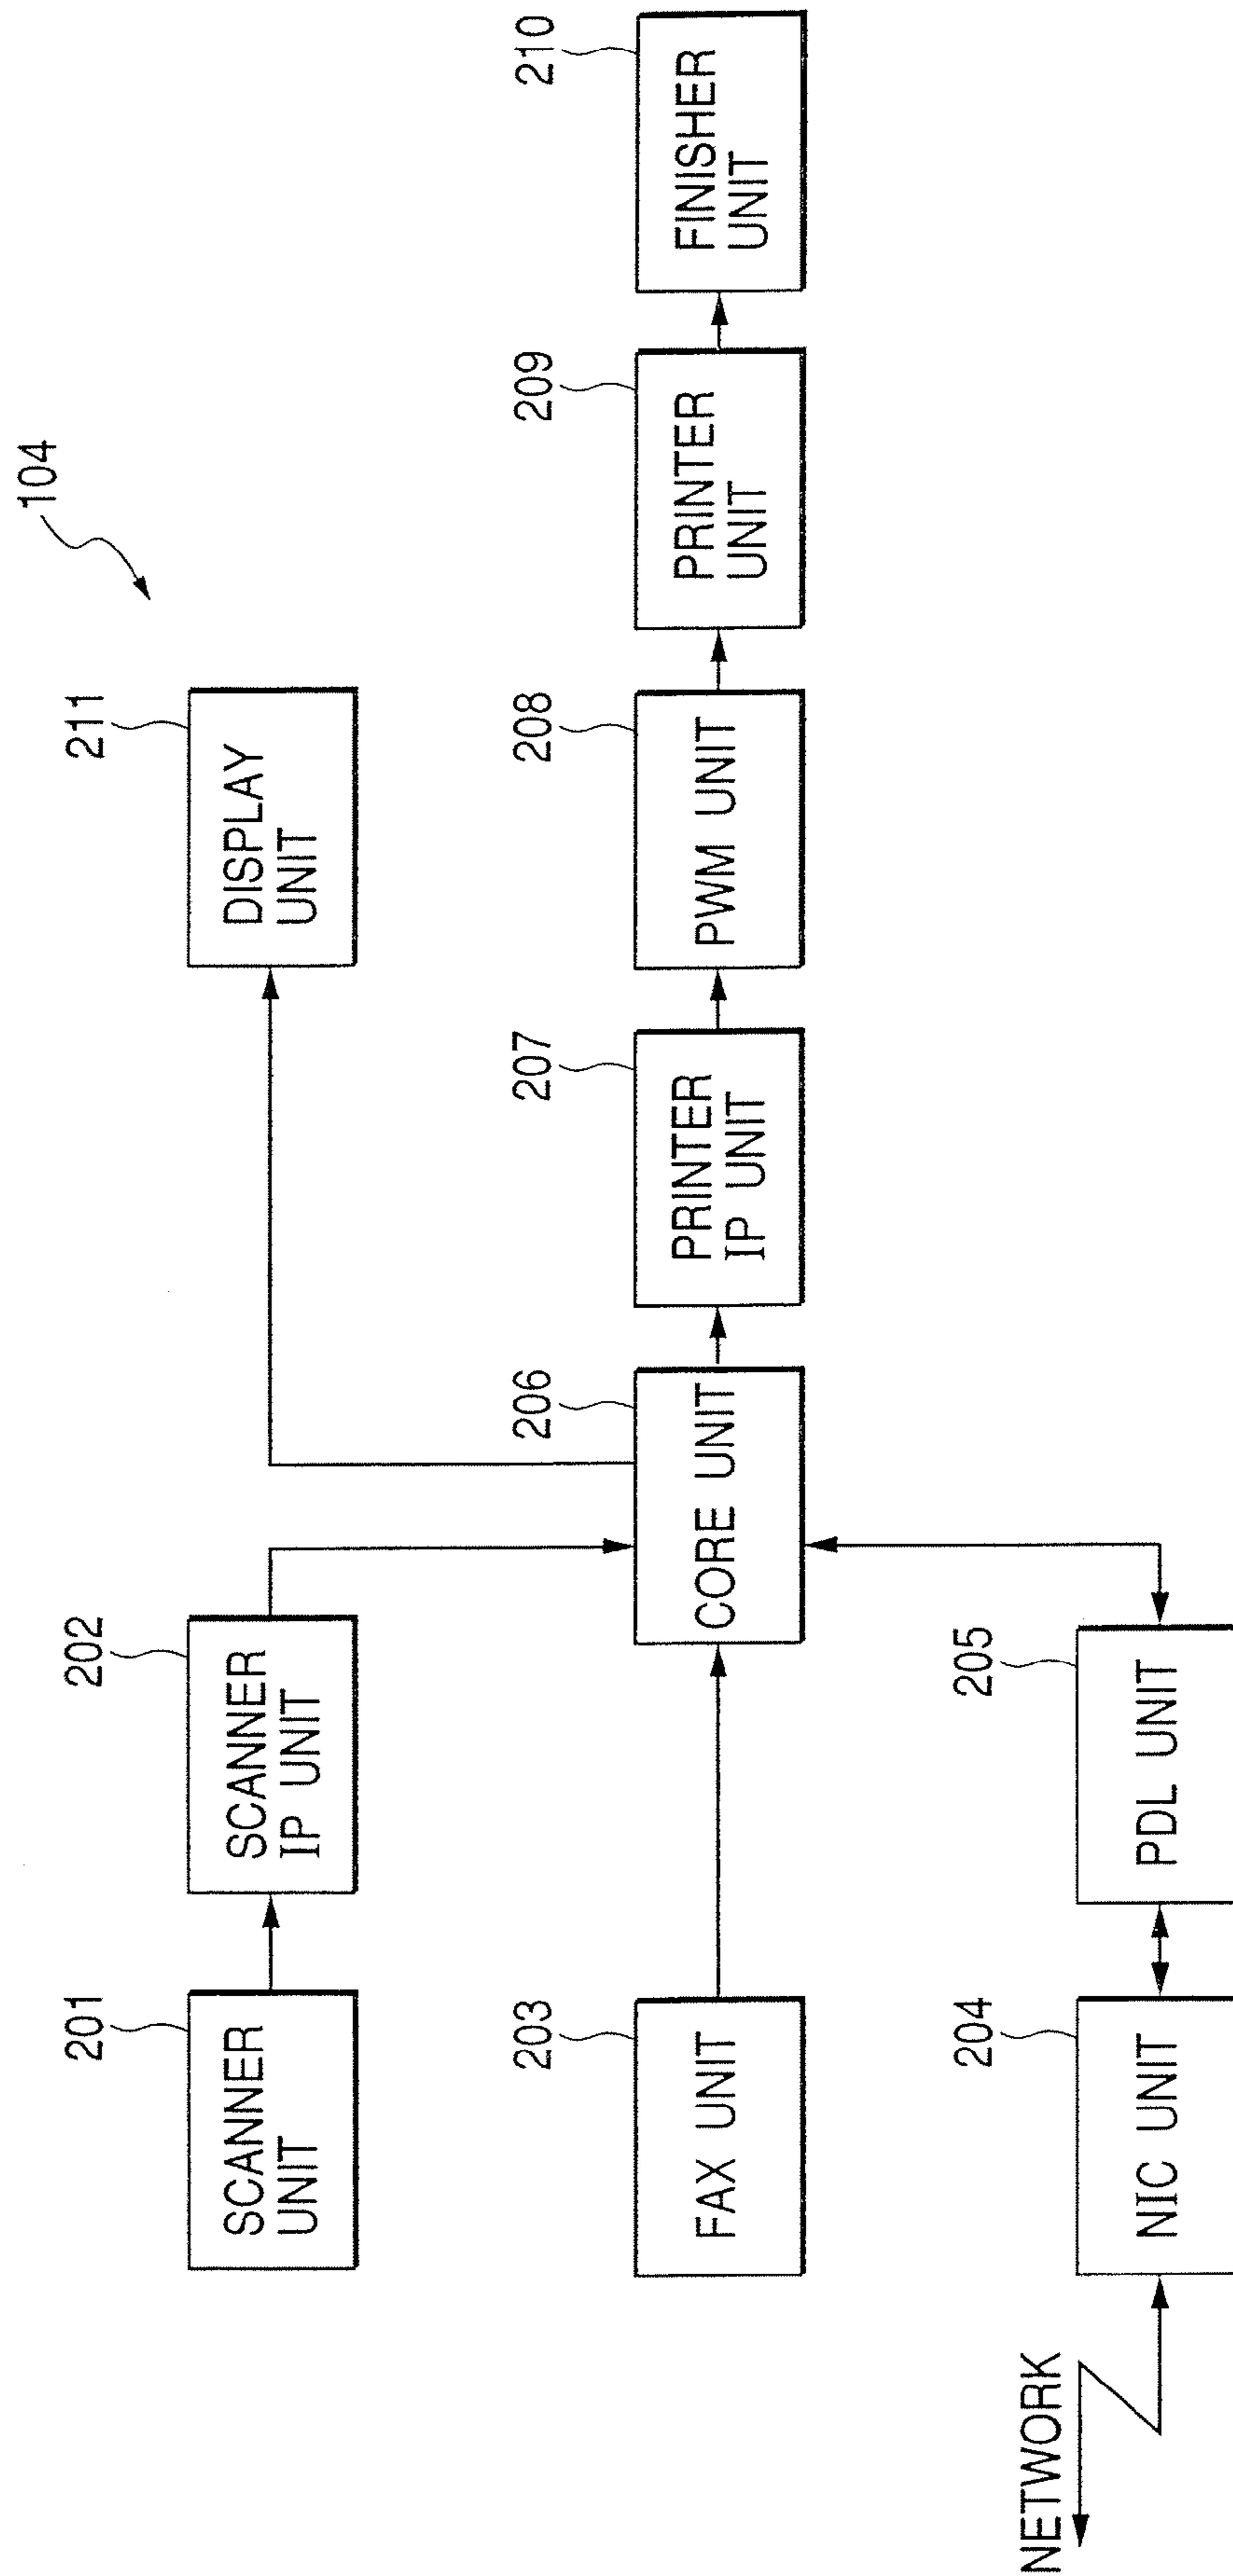 104
201
SCANNER
UNIT
202
SCANNER
IP UNIT
211
DISPLAY
UNIT
203
FAX UNIT
206
CORE UNIT
207
PRINTER
IP UNIT
208
PWM UNIT
209
PRINTER
UNIT
210
FINISHER
UNIT
NETWORK
204
NIC UNIT
205
PDL UNIT